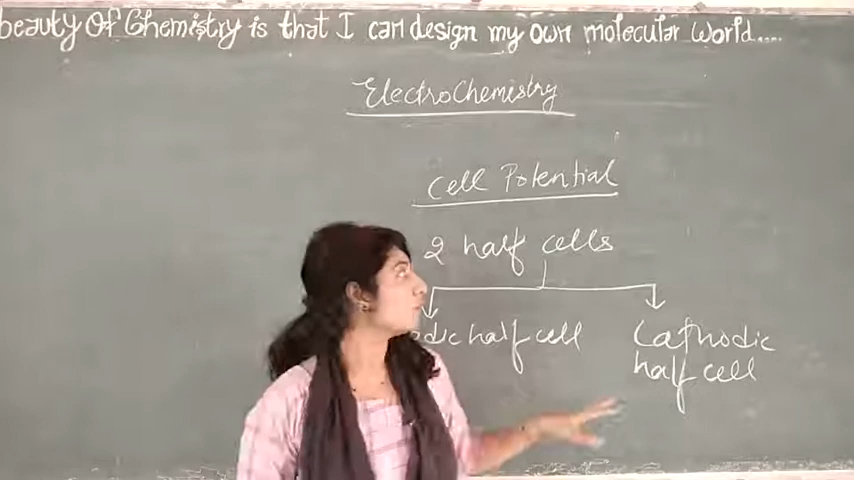 beauty Of Chemistry is that I can design my own molecular World....
ElectroChemistry
Cell Potential
2 half cells
dic half cell
Cathodic
half cell